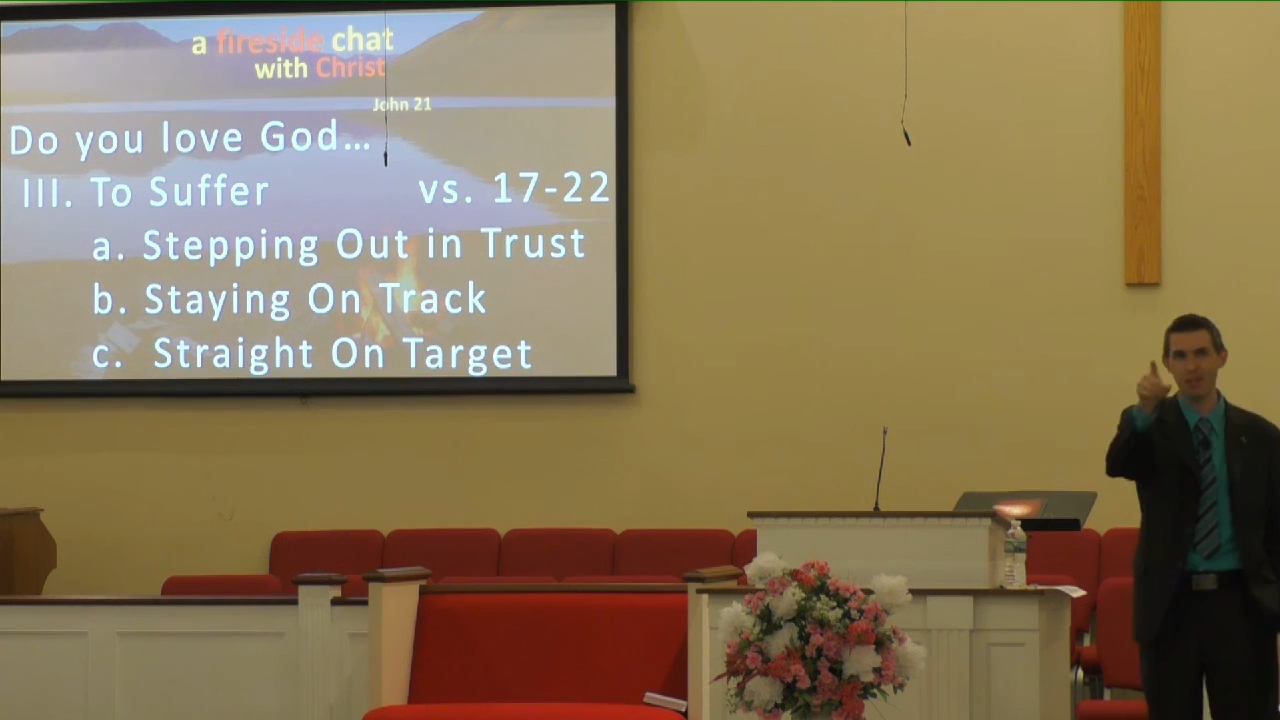 a fireside chat
with Christ
John 21
Do you love God...
III. To Suffer vs. 17-22
a. Stepping Out in Trust
b. Staying On Track
c. Straight On Target